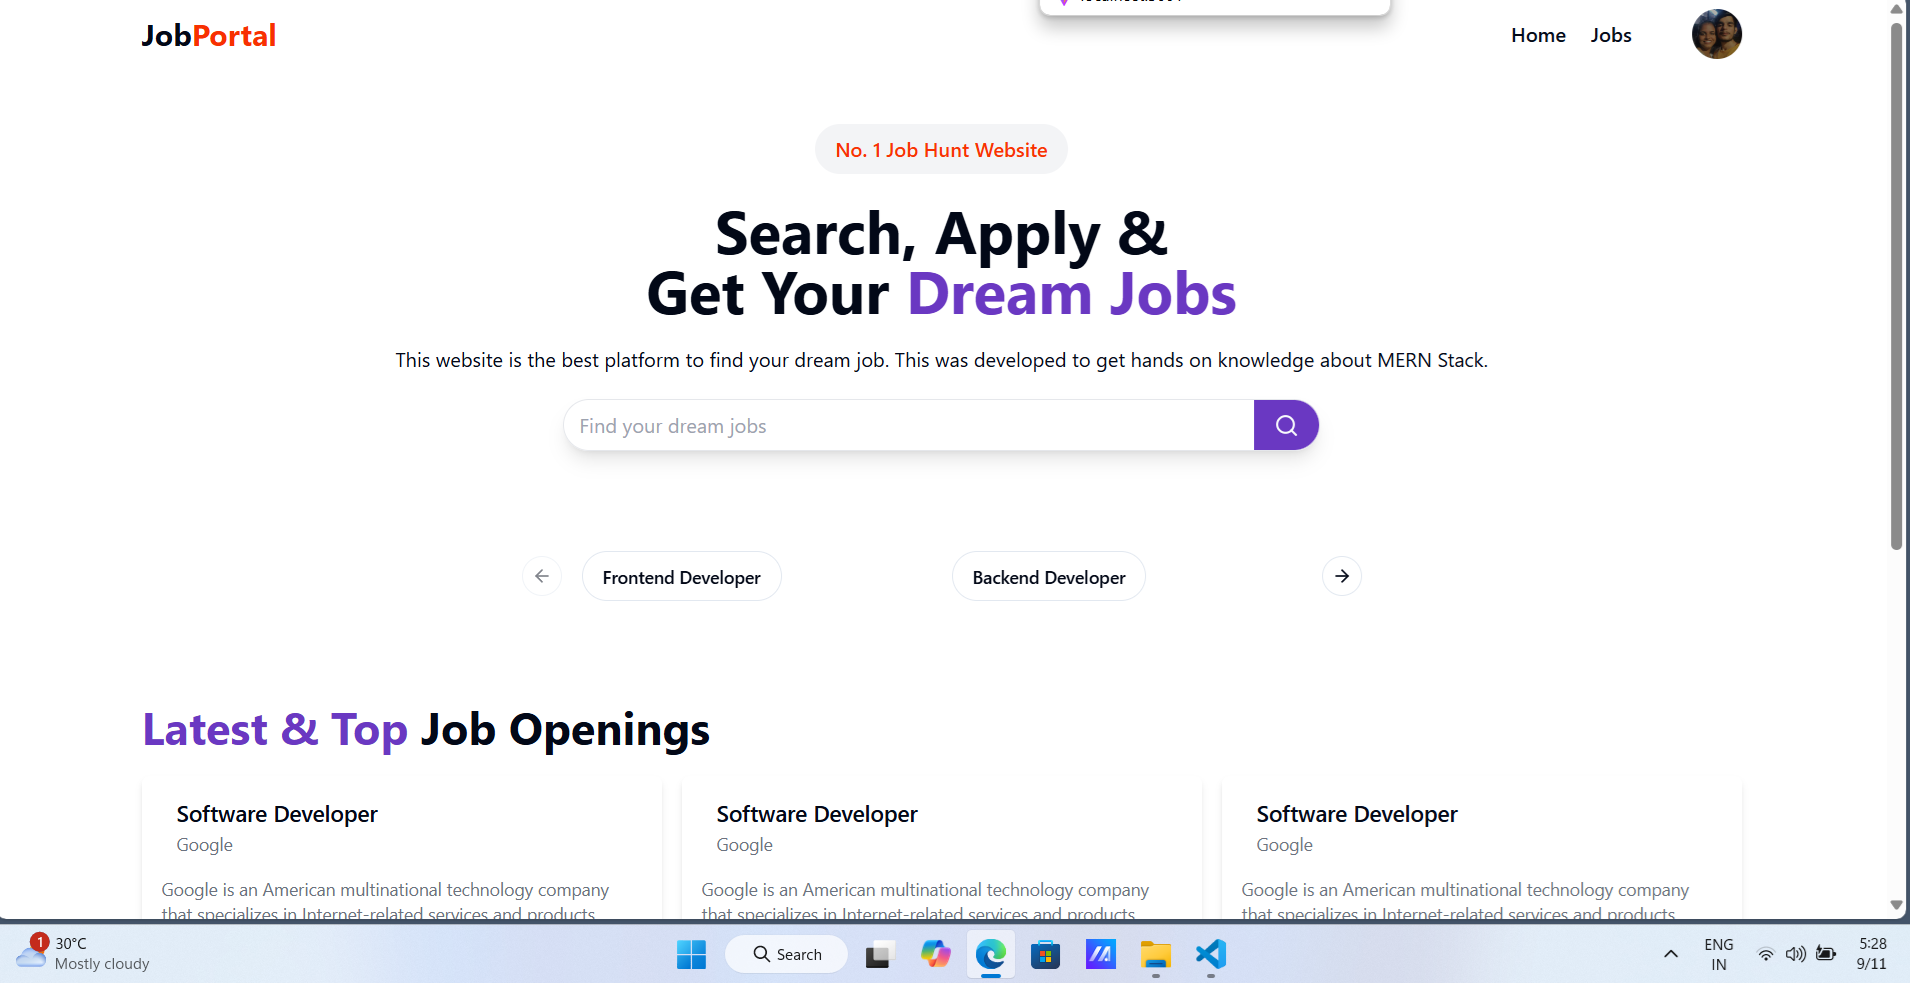 JobPortal
Home
Jobs
No. 1 Job Hunt Website
Search, Apply &
Get Your Dream Jobs
This website is the best platform to find your dream job. This was developed to get hands on knowledge about MERN Stack.
Find your dream jobs
Frontend Developer
Backend Developer
Latest & Top Job Openings
Software Developer
Google
Google is an American multinational technology company
that specializes in Internet-related services and products
Software Developer
Google
Google is an American multinational technology company
that specializes in Internet-related services and products
Software Developer
Google
Google is an American multinational technology company
that specializes in Internet-related services and products
1
30°C
Mostly cloudy
Search
ENG
IN
5:28
9/11